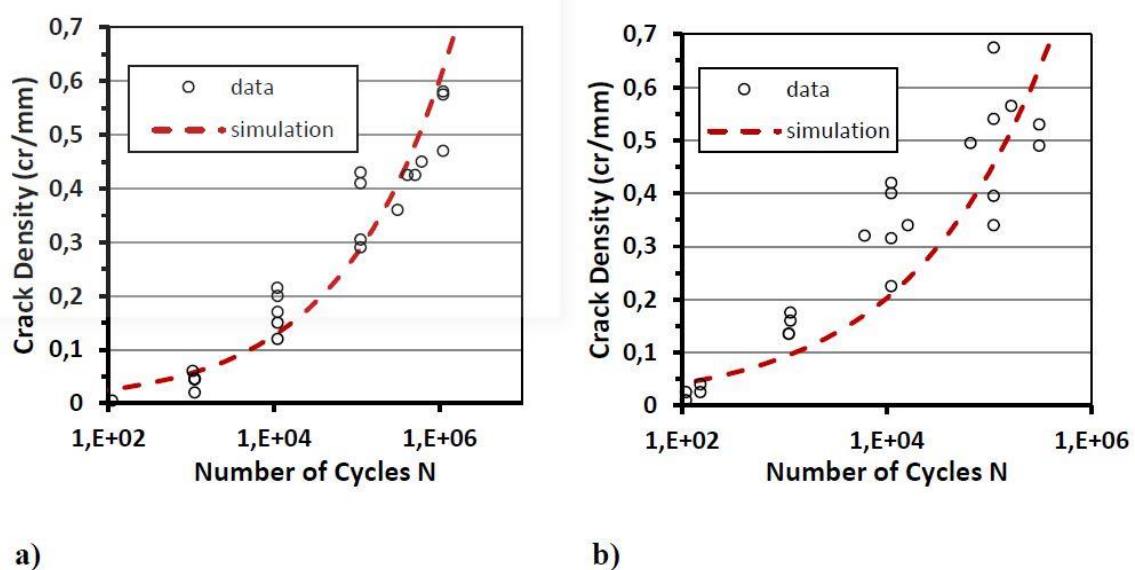 0,7
0,6
0,5
0,4
0,3
0,2
0,1
0
Crack Density (cr/mm)
data
simulation
1,E+02 1,E+04 1,E+06
Number of Cycles N
a)
0,7
0,6
0,5
0,4
0,3
0,2
0,1
0
Crack Density (cr/mm)
data
simulation
1,E+02 1,E+04 1,E+06
Number of Cycles N
b)